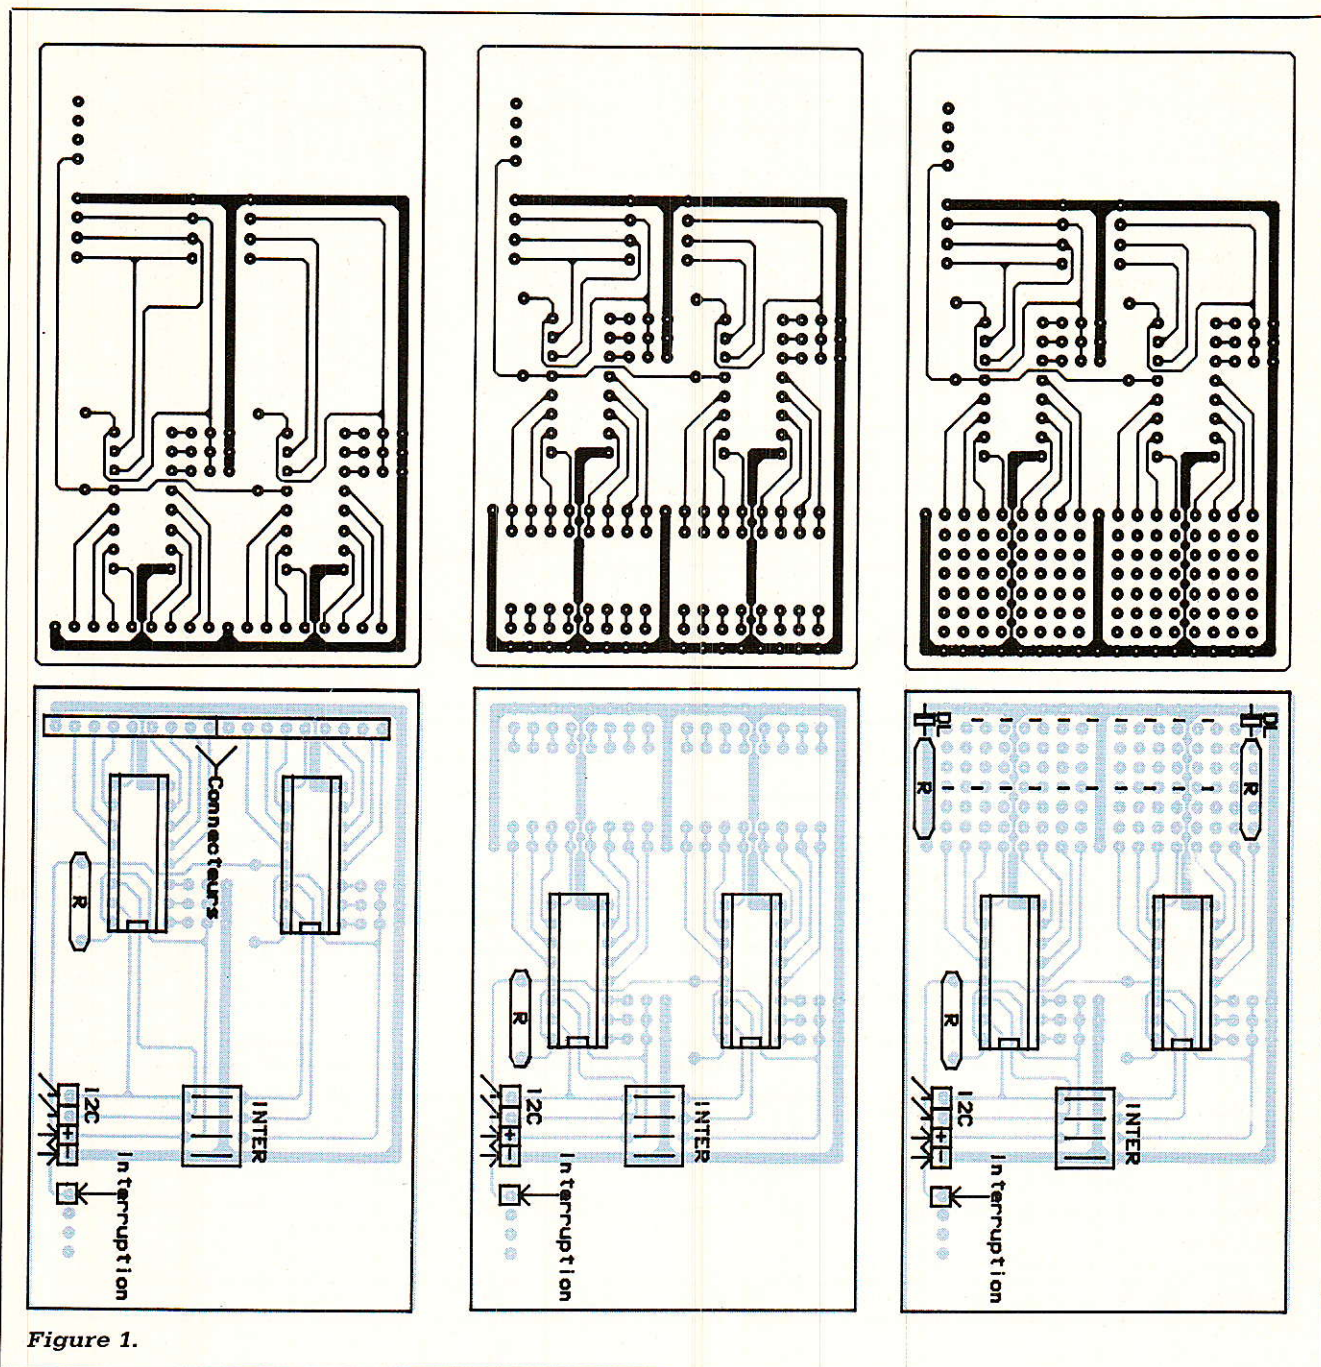 Connecteurs
R
I2C
+
-
INTER
Interruption
R
I2C
+
-
INTER
Interruption
DL
DL
R
R
R
I2C
+
-
INTER
Interruption
Figure 1.